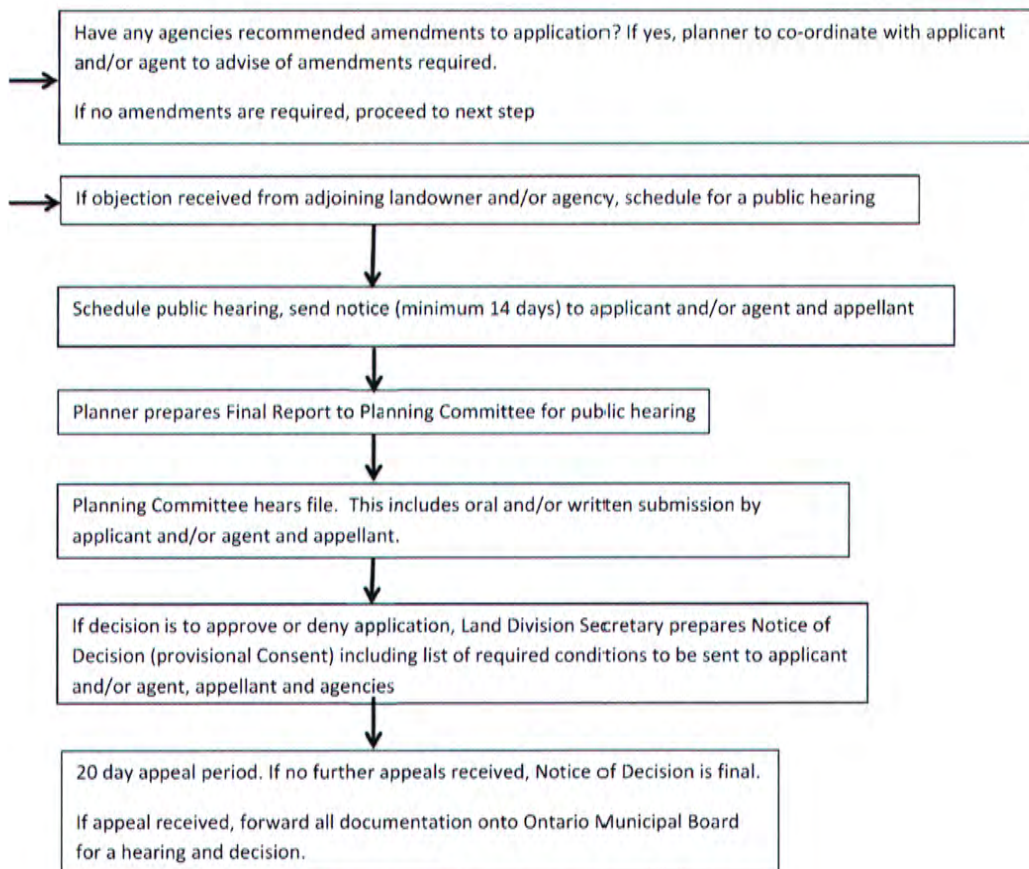 Have any agencies recommended amendments to application? If yes, planner to co-ordinate with applicant
and/or agent to advise of amendments required.
If no amendments are required, proceed to next step
If objection received from adjoining landowner and/or agency, schedule for a public hearing
Schedule public hearing, send notice (minimum 14 days) to applicant and/or agent and appellant
Planner prepares Final Report to Planning Committee for public hearing
Planning Committee hears file. This includes oral and/or written submission by
applicant and/or agent and appellant.
If decision is to approve or deny application, Land Division Secretary prepares Notice of
Decision (provisional Consent) including list of required conditions to be sent to applicant
and/or agent, appellant and agencies
20 day appeal period. If no further appeals received, Notice of Decision is final.
If appeal received, forward all documentation onto Ontario Municipal Board
for a hearing and decision.